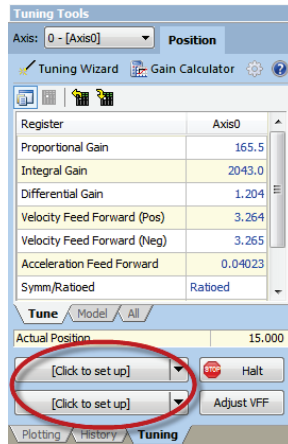 Tuning Tools
Axis: 0 - [Axis0] Position
Tuning Wizard Gain Calculator
Register Axis0
Proportional Gain 165.5
Integral Gain 2043.0
Differential Gain 1.204
Velocity Feed Forward (Pos) 3.264
Velocity Feed Forward (Neg) 3.265
Acceleration Feed Forward 0.04023
Symm/Ratioed Ratioed
Tune Model All
Actual Position 15.000
[Click to set up] STOP Halt
[Click to set up] Adjust VFF
Plotting History Tuning